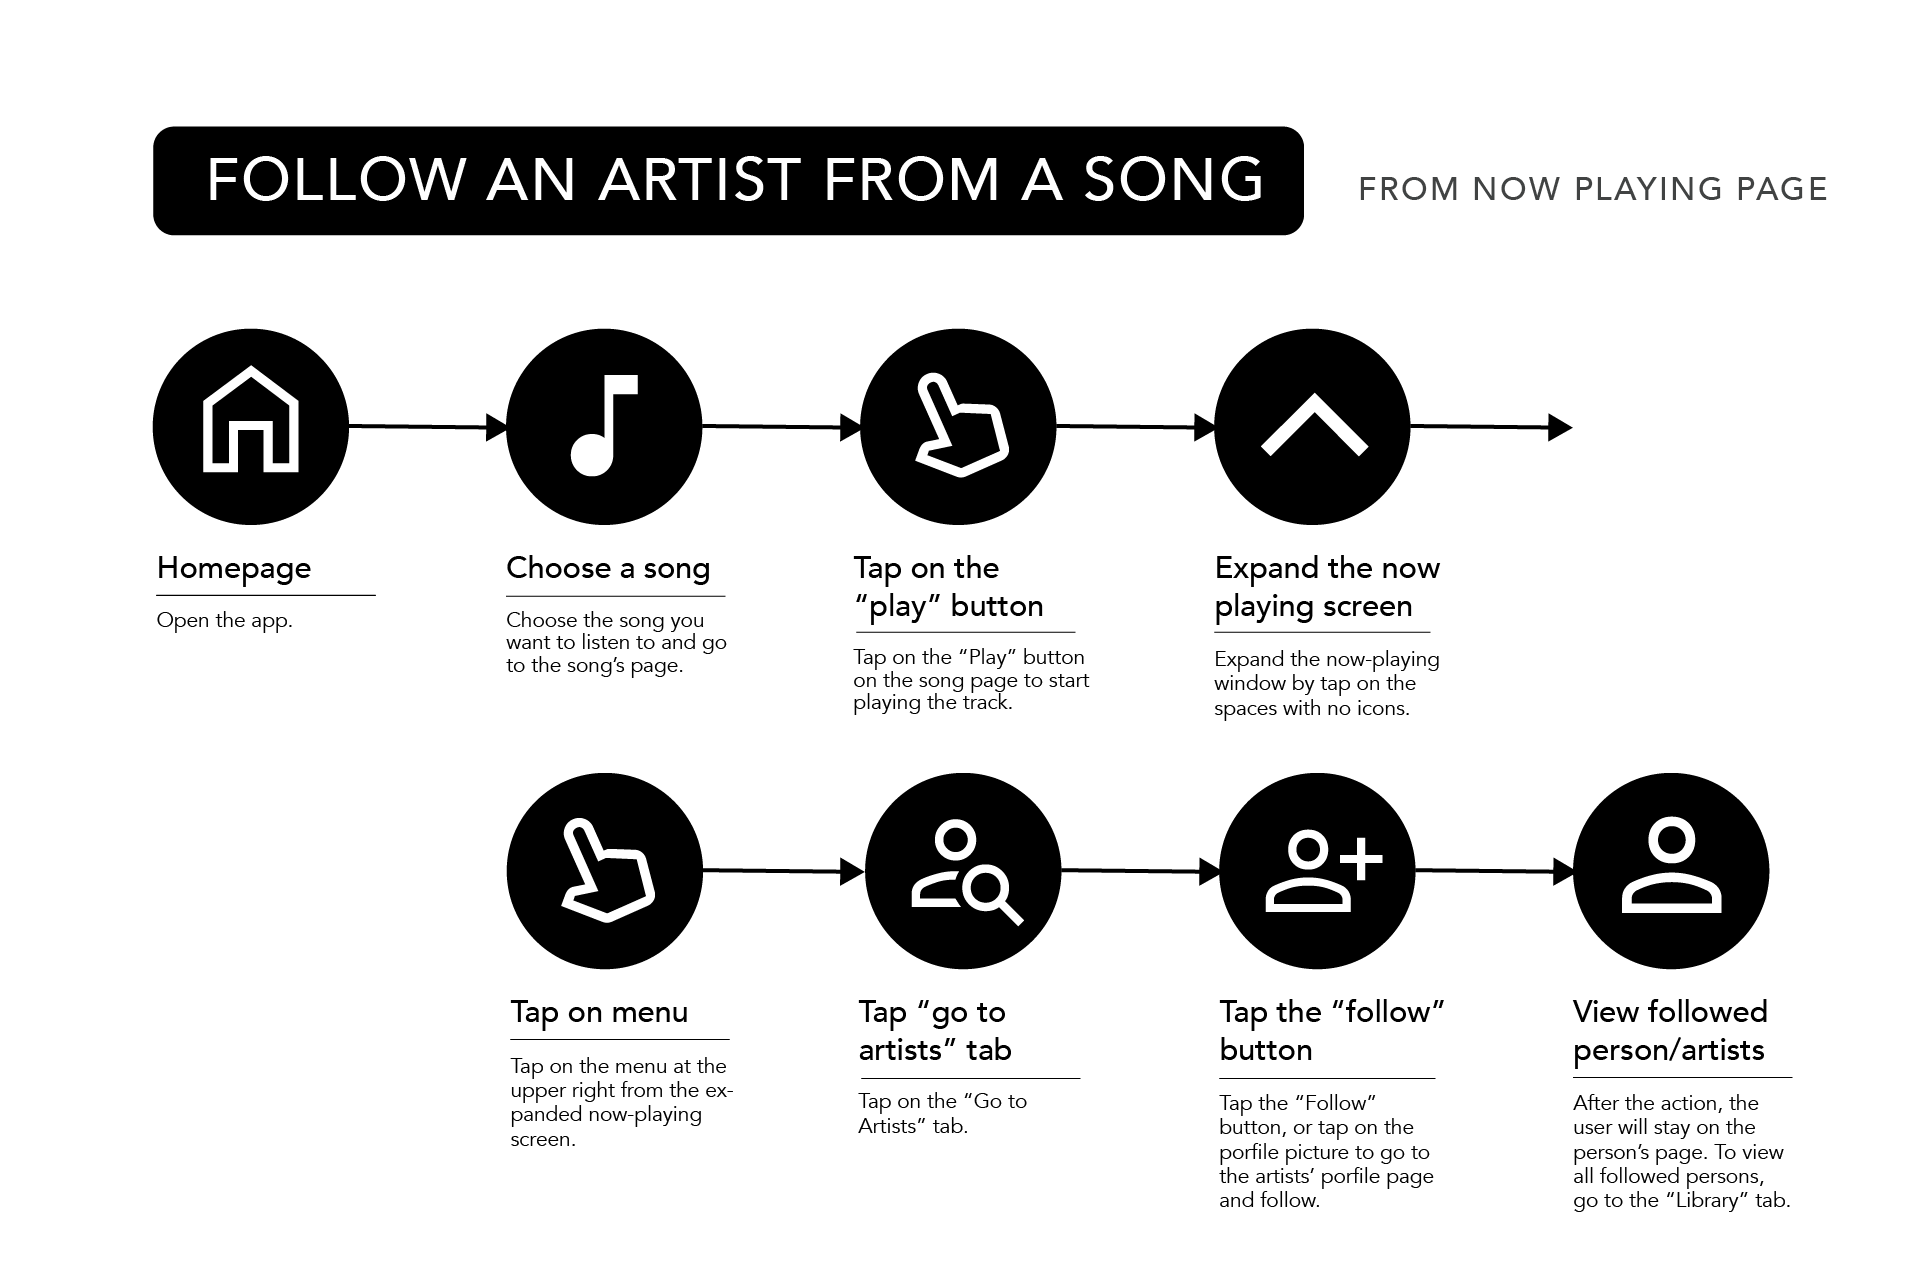 FOLLOW AN ARTIST FROM A SONG
FROM NOW PLAYING PAGE
Homepage
Open the app.
Choose a song
Choose the song you
want to listen to and go
to the song’s page.
Tap on the
“play” button
Tap on the “Play” button
on the song page to start
playing the track.
Expand the now
playing screen
Expand the now-playing
window by tap on the
spaces with no icons.
Tap on menu
Tap on the menu at the
upper right from the ex-
panded now-playing
screen.
Tap “go to
artists” tab
Tap on the “Go to
Artists” tab.
Tap the “follow”
button
Tap the “Follow”
button, or tap on the
porfile picture to go to
the artists’ porfile page
and follow.
View followed
person/artists
After the action, the
user will stay on the
person’s page. To view
all followed persons,
go to the “Library” tab.